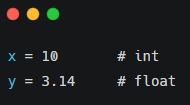 x = 10       # int
y = 3.14     # float